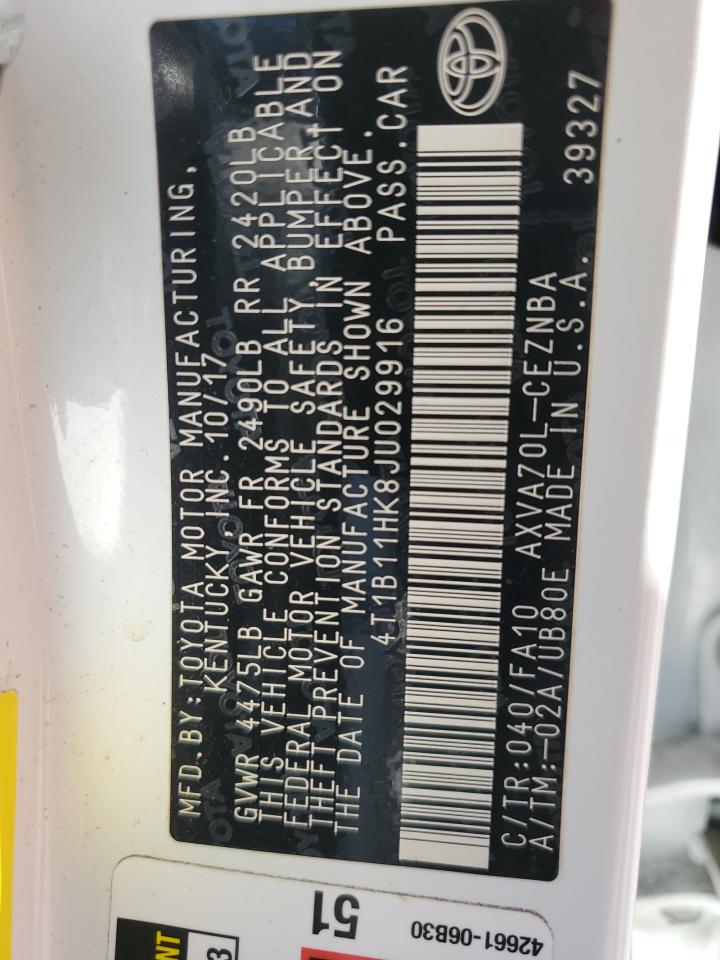 MFD.BY:TOYOTA MOTOR MANUFACTURING,
KENTUCKY, INC. 10/17
GVWR 4475LB GAWR FR 2490LB RR 2420LB
THIS VEHICLE CONFORMS TO ALL APPLICABLE
FEDERAL MOTOR VEHICLE SAFETY, BUMPER, AND
THEFT PREVENTION STANDARDS IN EFFECT ON
THE DATE OF MANUFACTURE SHOWN ABOVE.
4T1B11HK8JU029916 PASS.CAR
C/TR:040/FA10 AXVA70L-CEZNBA
A/TM:-02A/UB80E MADE IN U.S.A. 39327
51
42661-06B30